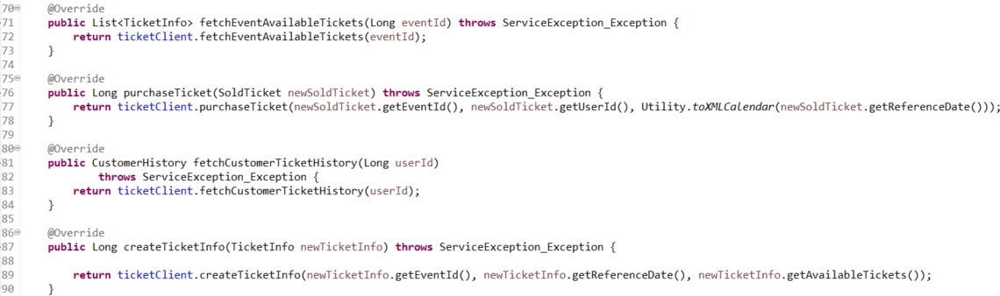 70 @Override
71 public List<TicketInfo> fetchEventAvailableTickets(Long eventId) throws ServiceException_Exception {
72 return ticketClient.fetchEventAvailableTickets(eventId);
73 }
74
75 @Override
76 public Long purchaseTicket(SoldTicket newSoldTicket) throws ServiceException_Exception {
77 return ticketClient.purchaseTicket(newSoldTicket.getEventId(), newSoldTicket.getUserId(), Utility.toXMLCalendar(newSoldTicket.getReferenceDate()));
78 }
79
80 @Override
81 public CustomerHistory fetchCustomerTicketHistory(Long userId)
82 throws ServiceException_Exception {
83 return ticketClient.fetchCustomerTicketHistory(userId);
84 }
85
86 @Override
87 public Long createTicketInfo(TicketInfo newTicketInfo) throws ServiceException_Exception {
88
89 return ticketClient.createTicketInfo(newTicketInfo.getEventId(), newTicketInfo.getReferenceDate(), newTicketInfo.getAvailableTickets());
90 }